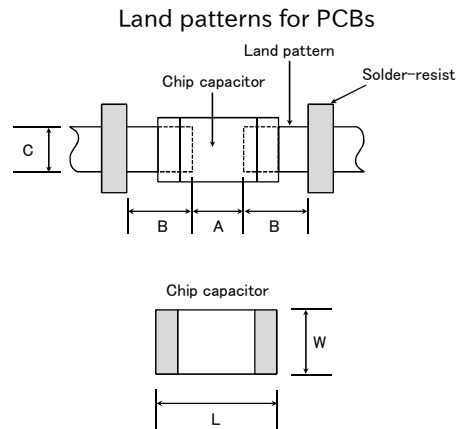 Land patterns for PCBs
Land pattern
Chip capacitor
Solder-resist
C
B
A
B
Chip capacitor
W
L